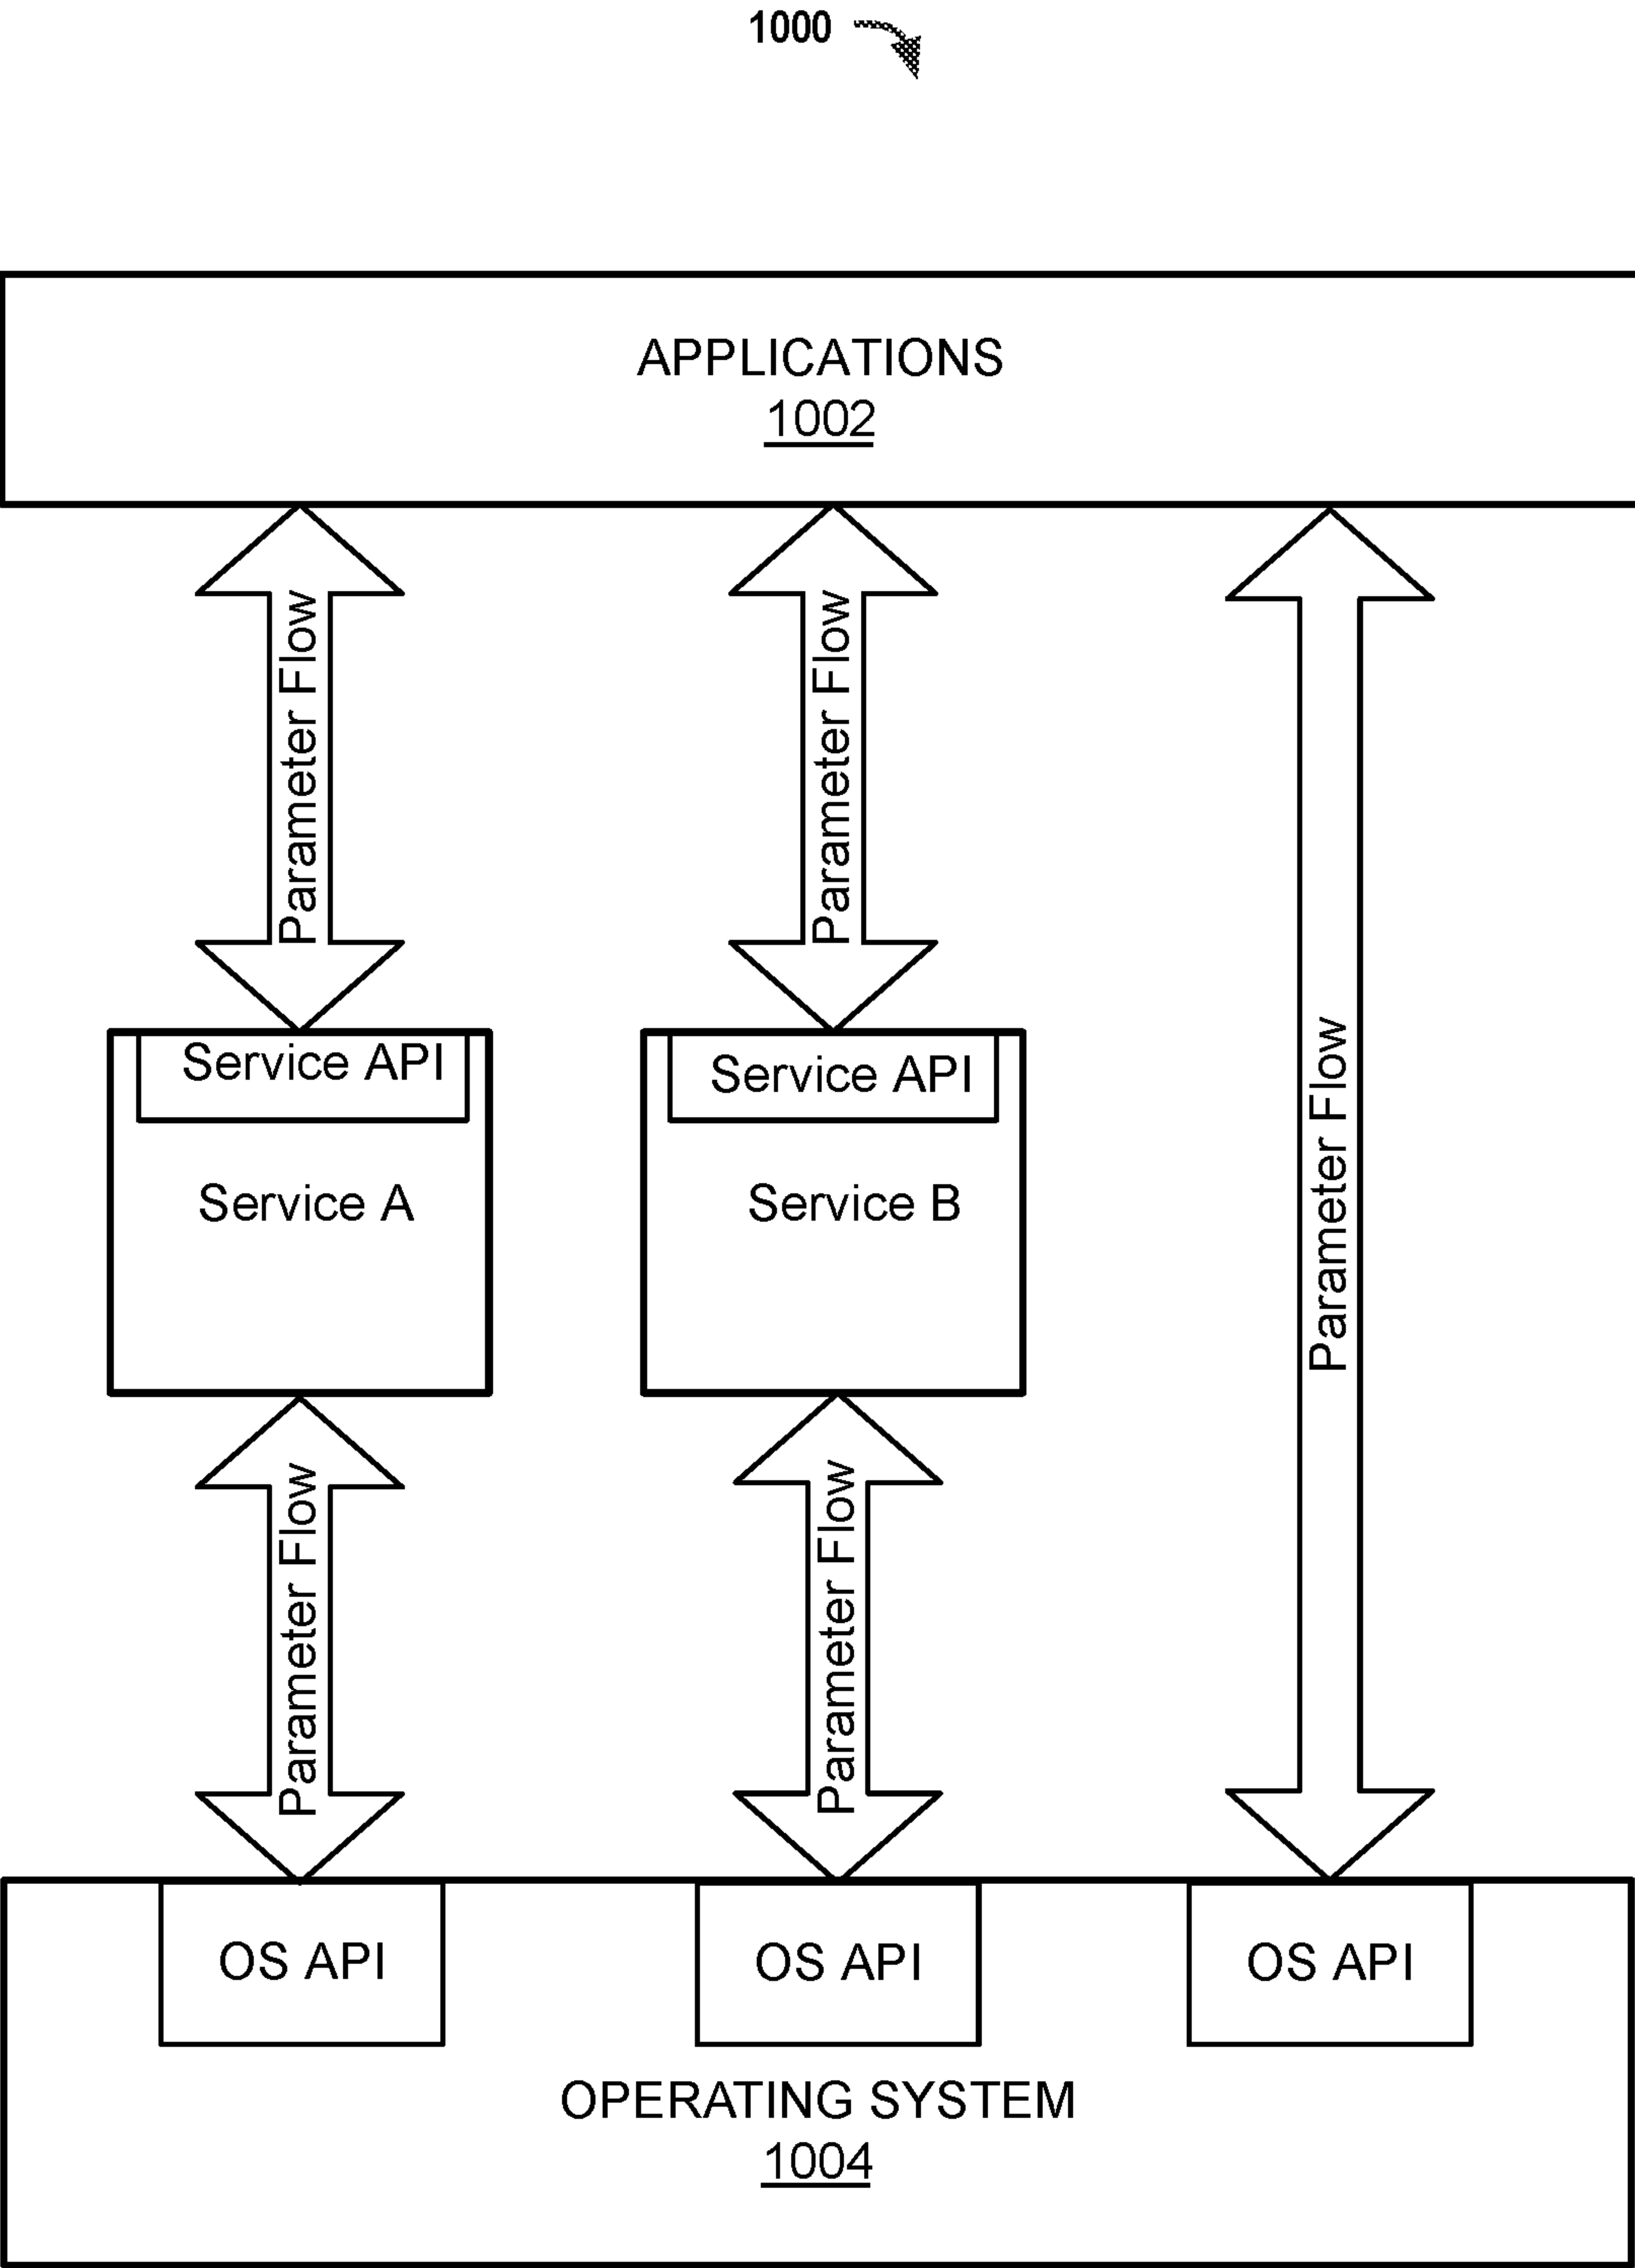 1000
APPLICATIONS
1002
Parameter Flow
Parameter Flow
Parameter Flow
Service API
Service API
Service A
Service B
Parameter Flow
Parameter Flow
OS API
OS API
OS API
OPERATING SYSTEM
1004